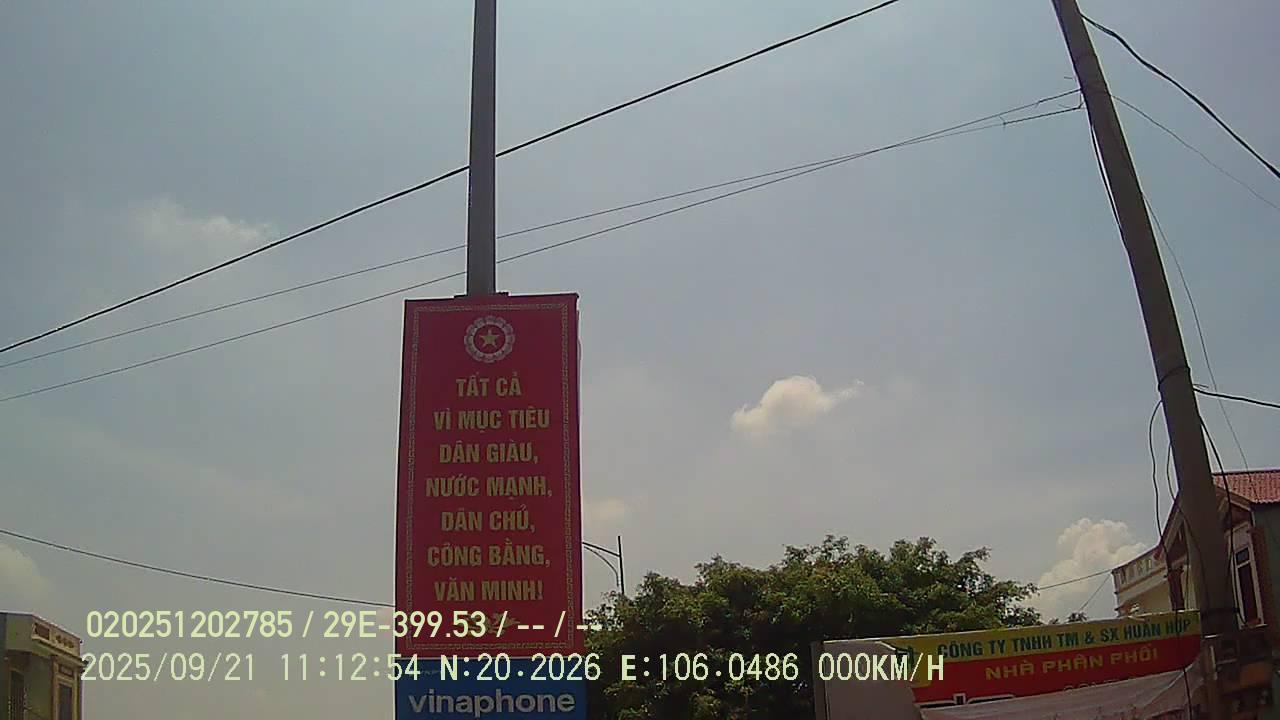 TẤT CẢ
VÌ MỤC TIÊU
DÂN GIÀU,
NƯỚC MẠNH,
DÂN CHỦ,
CÔNG BẰNG,
VĂN MINH!
vinaphone
CÔNG TY TNHH TM & SX HUÂN HỢP
NHÀ PHÂN PHỐI
020251202785 / 29E-399.53 / -- / --
2025/09/21 11:12:54 N:20.2026 E:106.0486 000KM/H